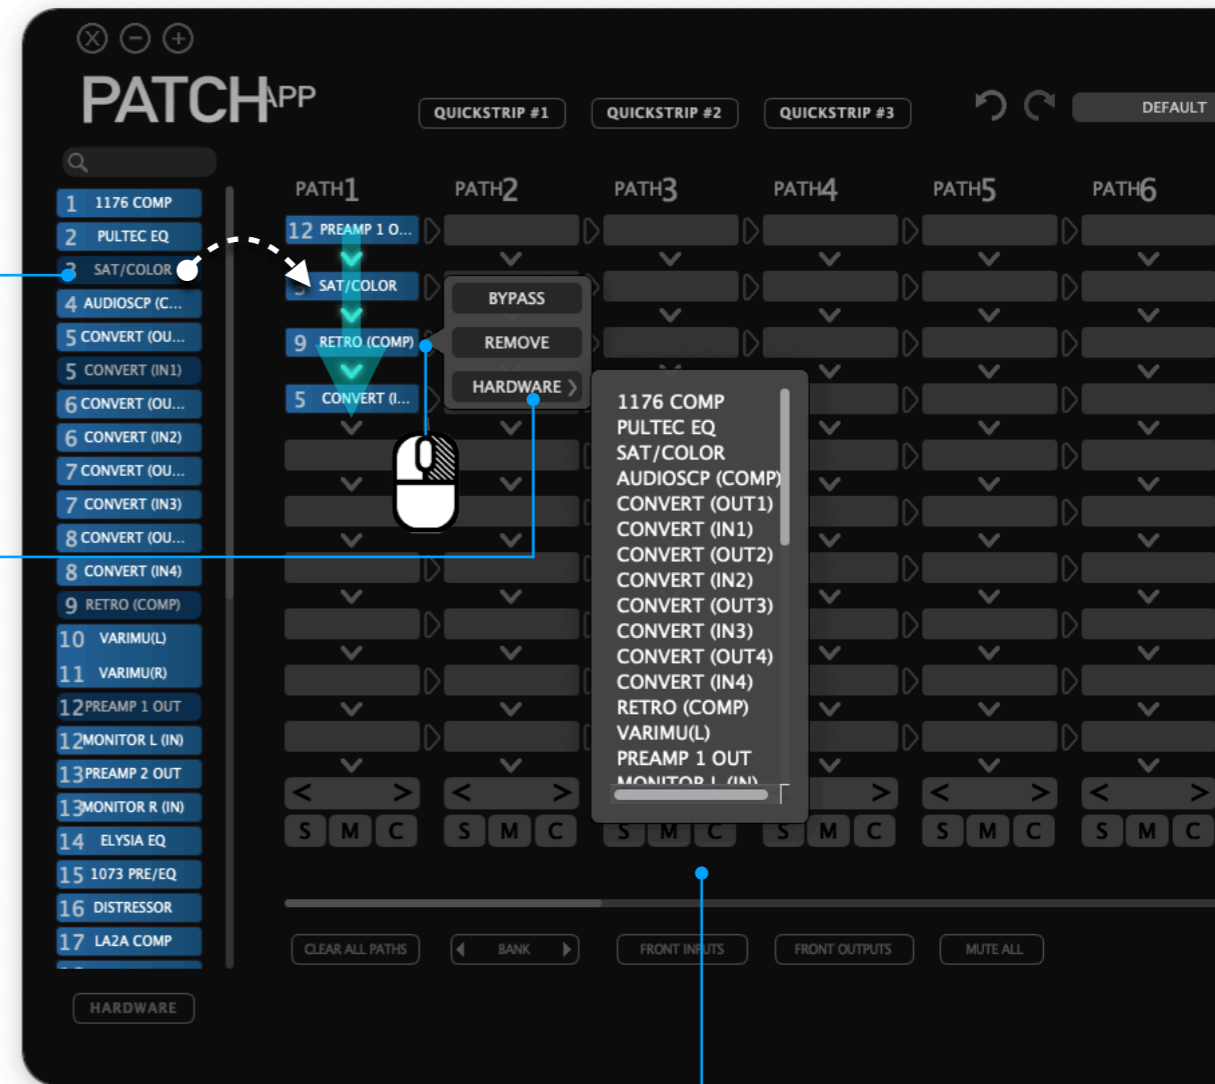 PATCHAPP
QUICKSTRIP #1
QUICKSTRIP #2
QUICKSTRIP #3
DEFAULT
1 1176 COMP
2 PULTEC EQ
3 SAT/COLOR
4 AUDIOSCP (C...
5 CONVERT (OU...
5 CONVERT (IN1)
6 CONVERT (OU...
6 CONVERT (IN2)
7 CONVERT (OU...
7 CONVERT (IN3)
8 CONVERT (OU...
8 CONVERT (IN4)
9 RETRO (COMP)
10 VARIMU(L)
11 VARIMU(R)
12 PREAMP 1 OUT
12 MONITOR L (IN)
13 PREAMP 2 OUT
13 MONITOR R (IN)
14 ELYSIA EQ
15 1073 PRE/EQ
16 DISTRESSOR
17 LA2A COMP
HARDWARE
PATH1
PATH2
PATH3
PATH4
PATH5
PATH6
12 PREAMP 1 O...
3 SAT/COLOR
9 RETRO (COMP)
5 CONVERT (I...
BYPASS
REMOVE
HARDWARE >
1176 COMP
PULTEC EQ
SAT/COLOR
AUDIOSCP (COMP)
CONVERT (OUT1)
CONVERT (IN1)
CONVERT (OUT2)
CONVERT (IN2)
CONVERT (OUT3)
CONVERT (IN3)
CONVERT (OUT4)
CONVERT (IN4)
RETRO (COMP)
VARIMU(L)
PREAMP 1 OUT
MONITOR L (IN)
< >
< >
>
< >
< >
S M C
S M C
S M C
S M C
S M C
S M C
CLEAR ALL PATHS
BANK
FRONT INPUTS
FRONT OUTPUTS
MUTE ALL